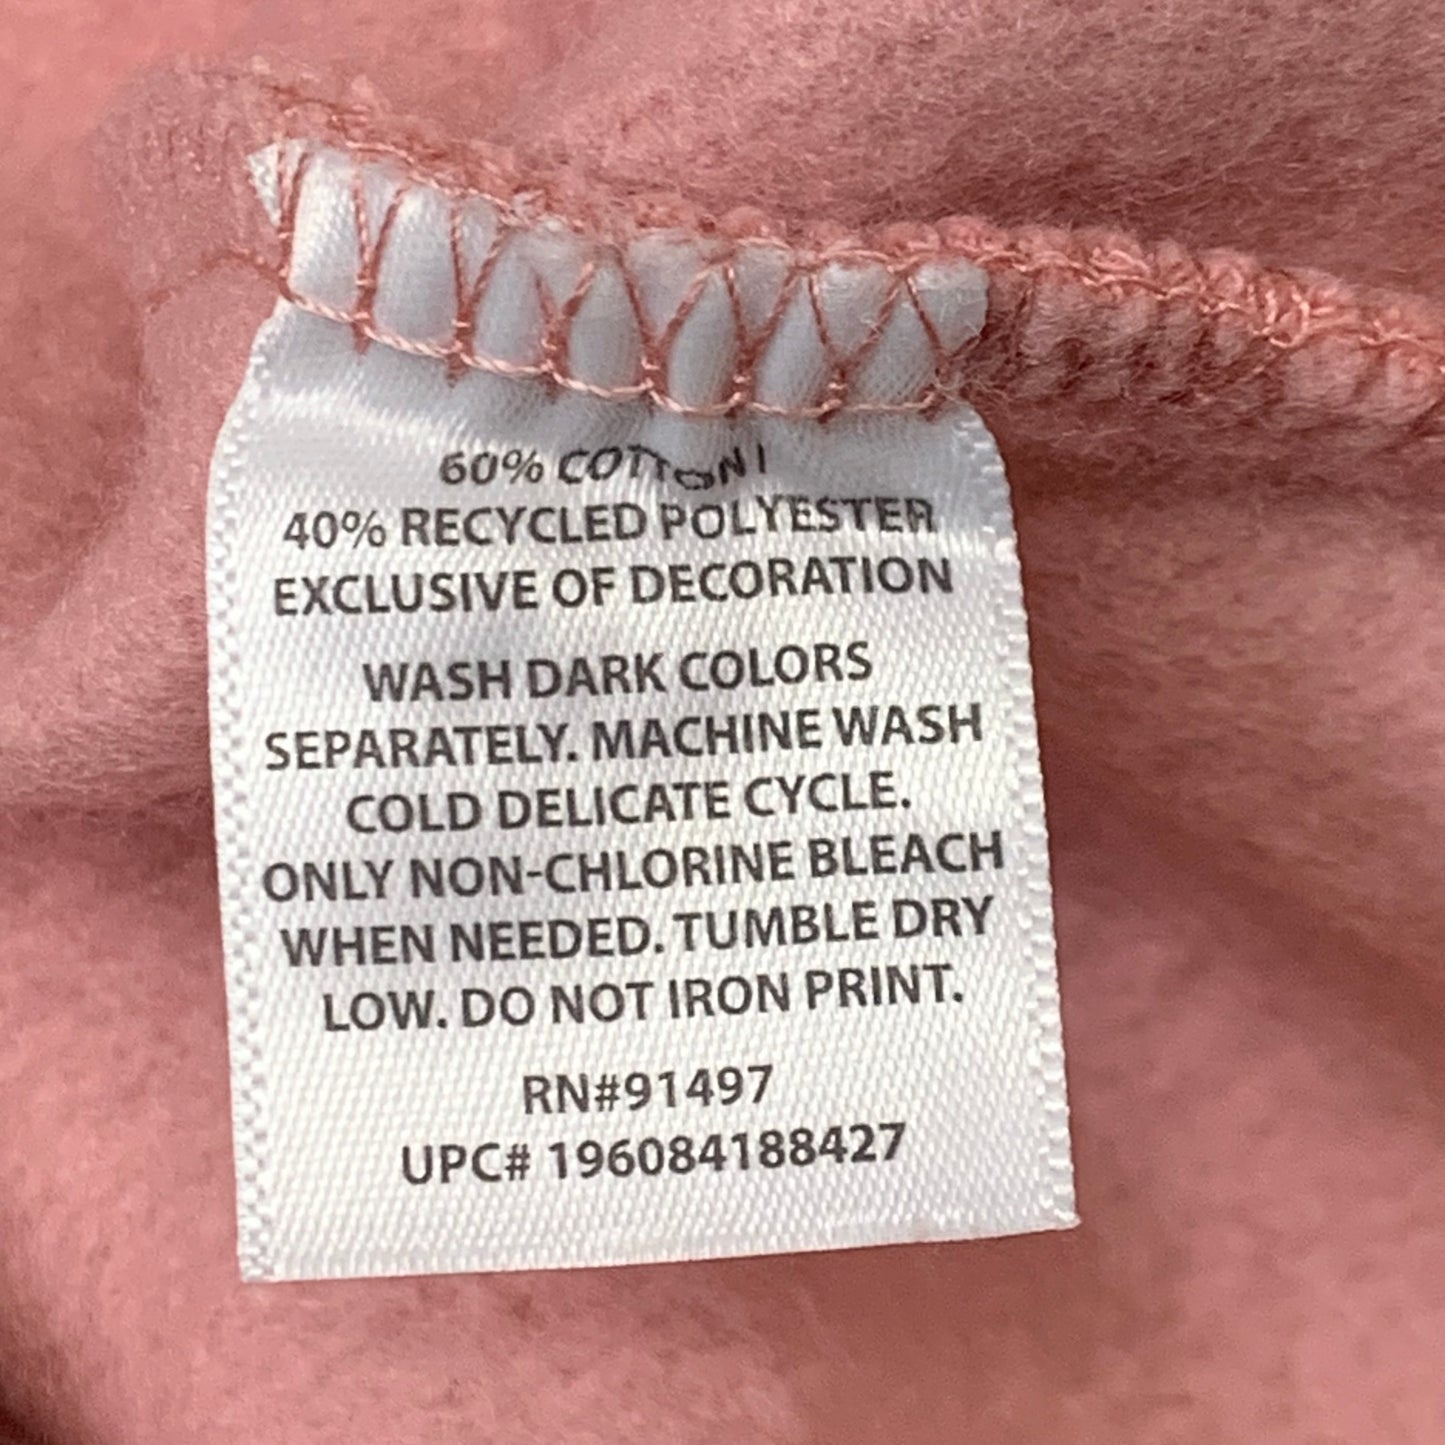 60% COTTON/
40% RECYCLED POLYESTER
EXCLUSIVE OF DECORATION
WASH DARK COLORS
SEPARATELY. MACHINE WASH
COLD DELICATE CYCLE.
ONLY NON-CHLORINE BLEACH
WHEN NEEDED. TUMBLE DRY
LOW. DO NOT IRON PRINT.
RN#91497
UPC# 196084188427